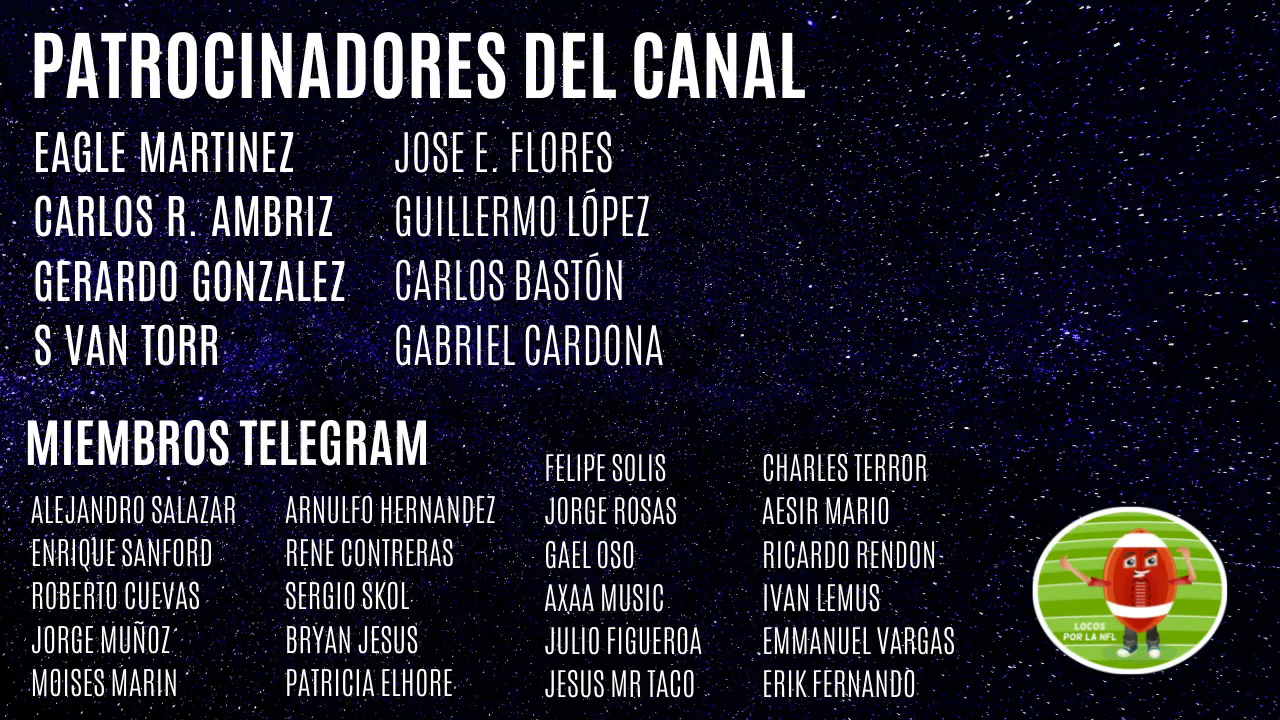 PATROCINADORES DEL CANAL
EAGLE MARTINEZ
CARLOS R. AMBRIZ
GERARDO GONZALEZ
S VAN TORR
JOSE E. FLORES
GUILLERMO LÓPEZ
CARLOS BASTÓN
GABRIEL CARDONA
MIEMBROS TELEGRAM
ALEJANDRO SALAZAR
ENRIQUE SANFORD
ROBERTO CUEVAS
JORGE MUÑOZ
MOISES MARIN
ARNULFO HERNANDEZ
RENE CONTRERAS
SERGIO SKOL
BRYAN JESUS
PATRICIA ELHORE
FELIPE SOLIS
JORGE ROSAS
GAEL OSO
AXAA MUSIC
JULIO FIGUEROA
JESUS MR TACO
CHARLES TERROR
AESIR MARIO
RICARDO RENDON
IVAN LEMUS
EMMANUEL VARGAS
ERIK FERNANDO
LOCOS
POR LA NFL